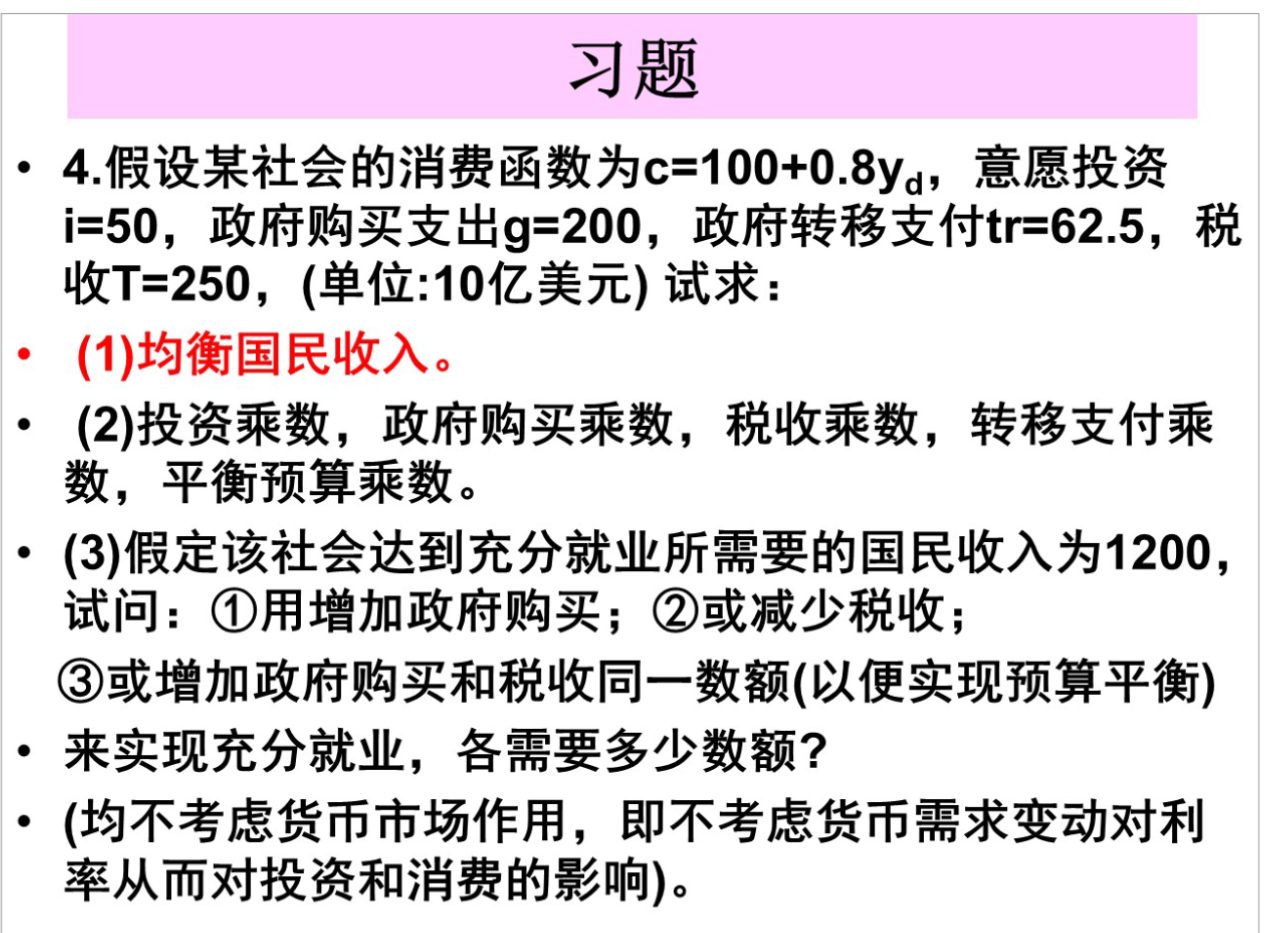 习题
• 4.假设某社会的消费函数为c=100+0.8yd，意愿投资
i=50，政府购买支出g=200，政府转移支付tr=62.5，税
收T=250，(单位:10亿美元) 试求：
• (1)均衡国民收入。
• (2)投资乘数，政府购买乘数，税收乘数，转移支付乘
数，平衡预算乘数。
• (3)假定该社会达到充分就业所需要的国民收入为1200，
试问：①用增加政府购买；②或减少税收；
③或增加政府购买和税收同一数额(以便实现预算平衡)
• 来实现充分就业，各需要多少数额?
• (均不考虑货币市场作用，即不考虑货币需求变动对利
率从而对投资和消费的影响)。